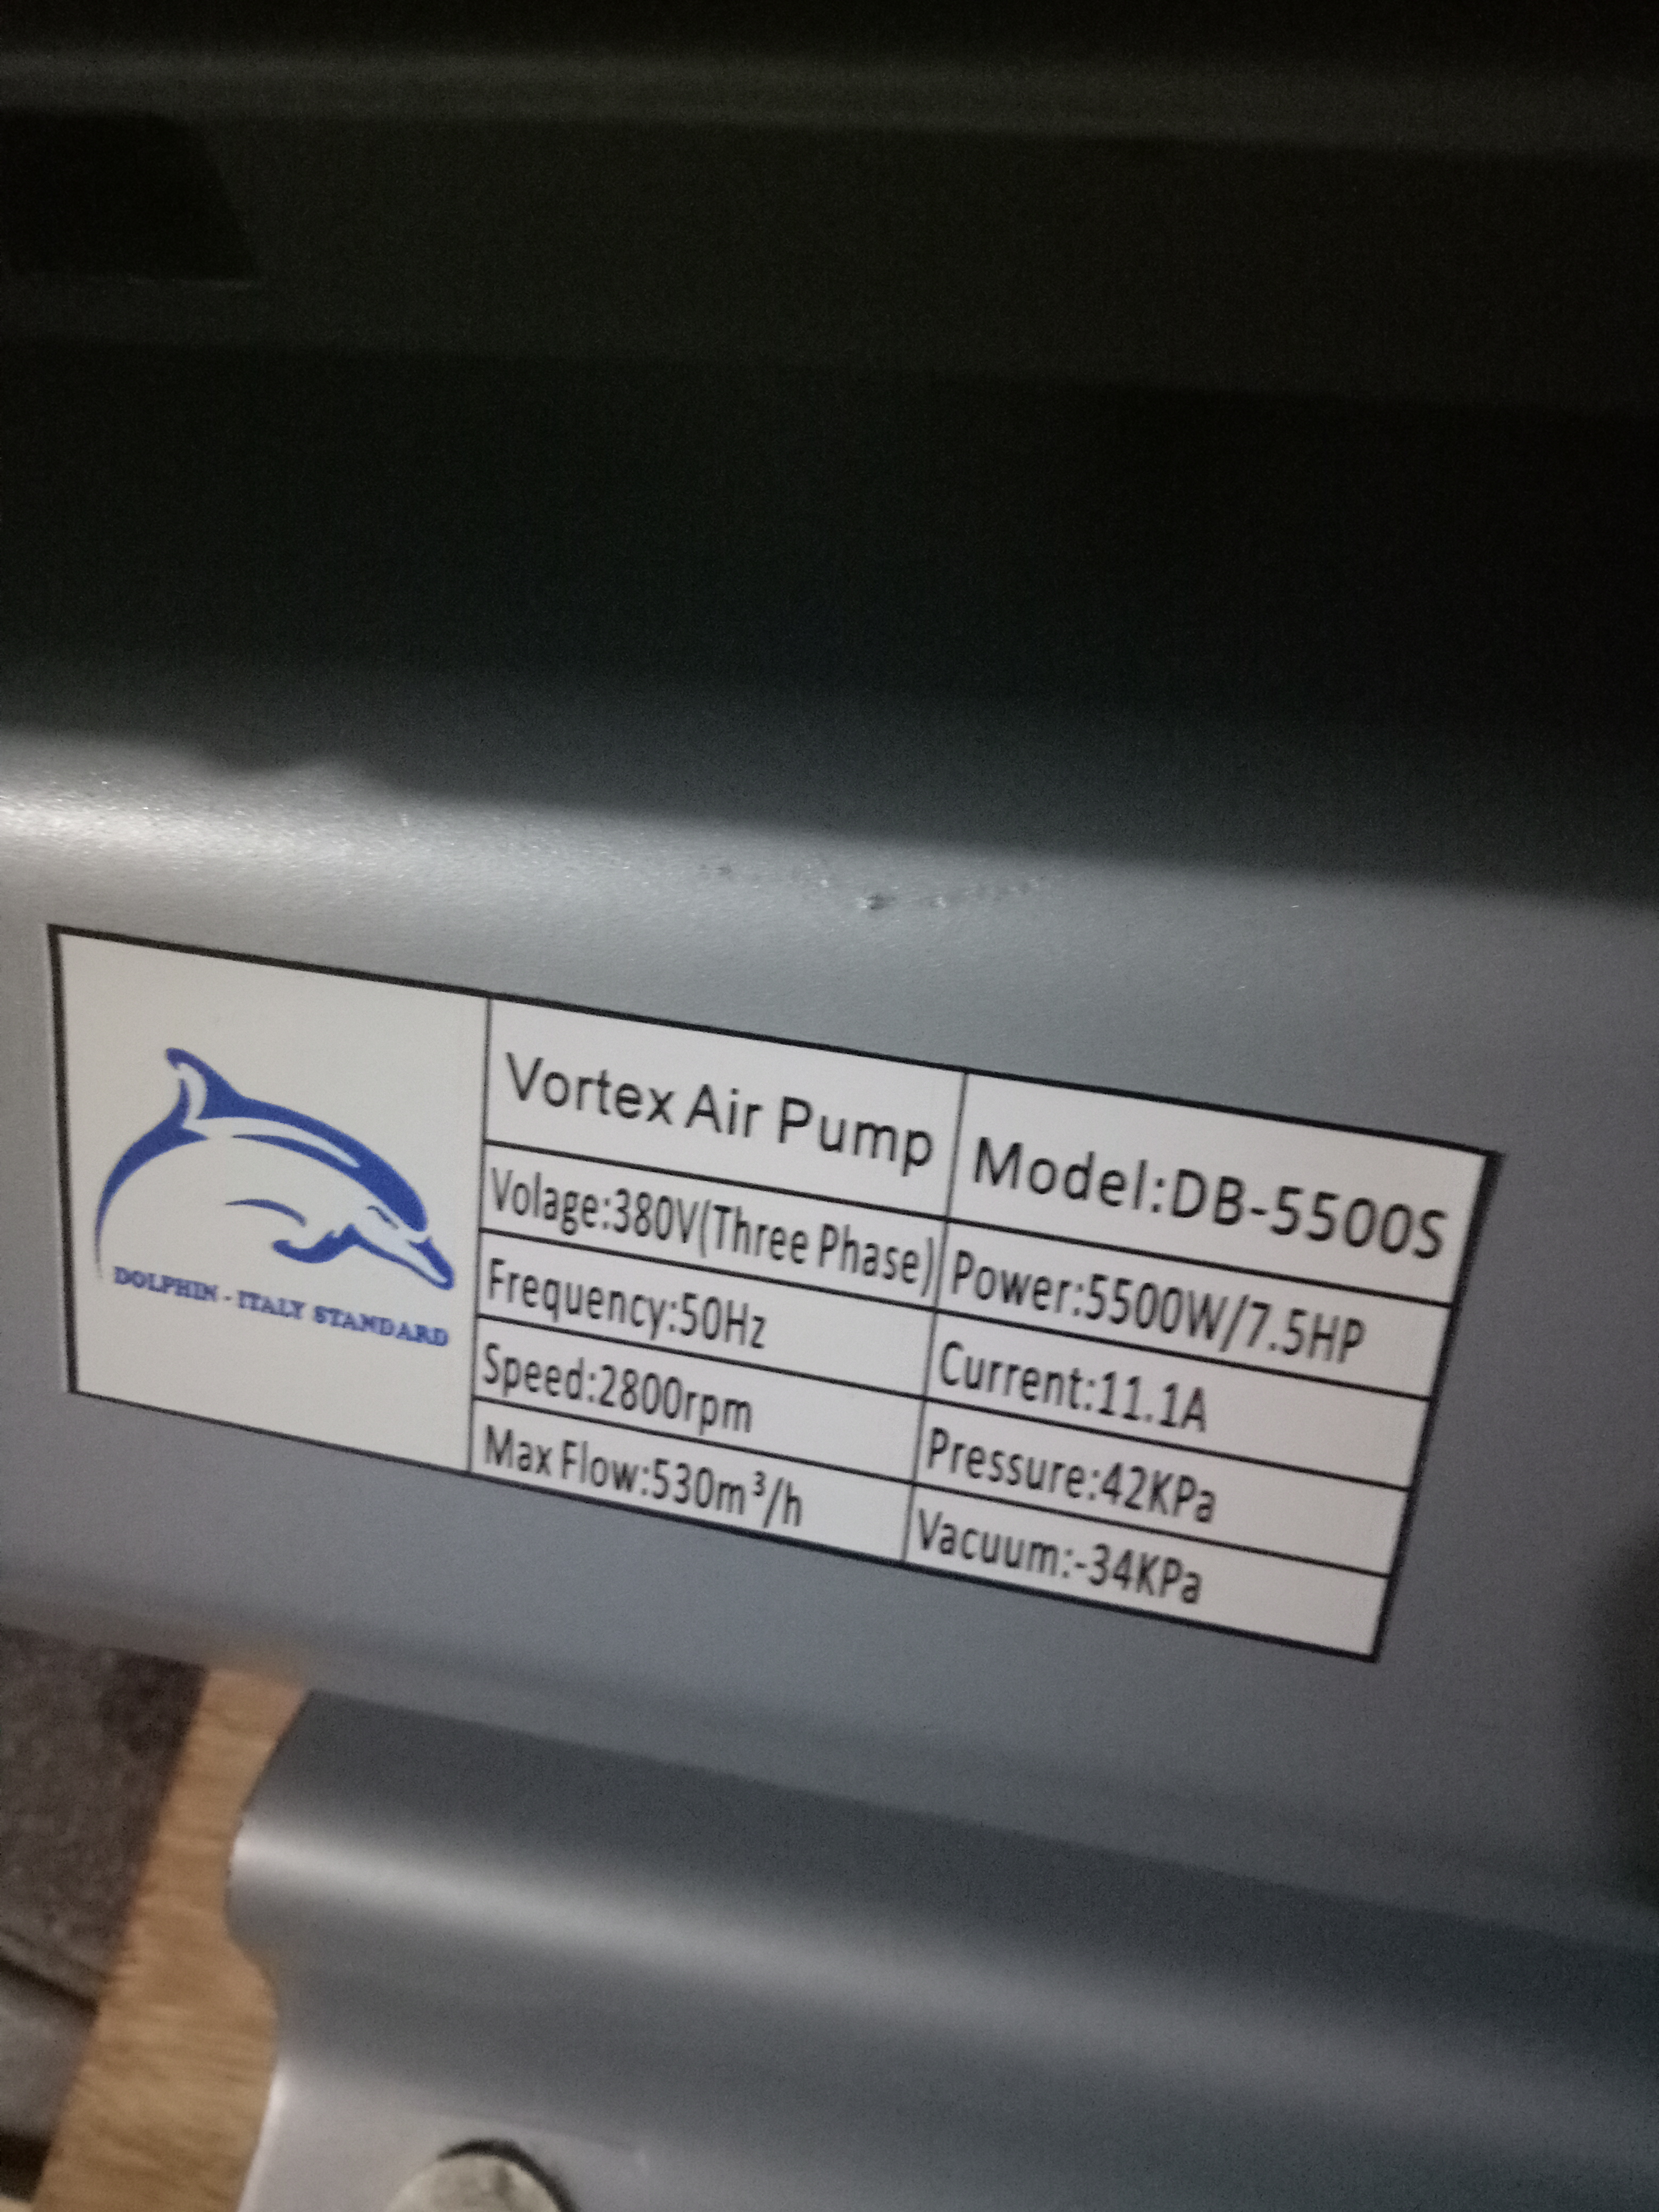 Vortex Air Pump
Model:DB-5500S
Volage:380V(Three Phase)
Power:5500W/7.5HP
Frequency:50Hz
Current:11.1A
Speed:2800rpm
Pressure:42KPa
Max Flow:530m³/h
Vacuum:-34KPa
DOLPHIN - ITALY STANDARD